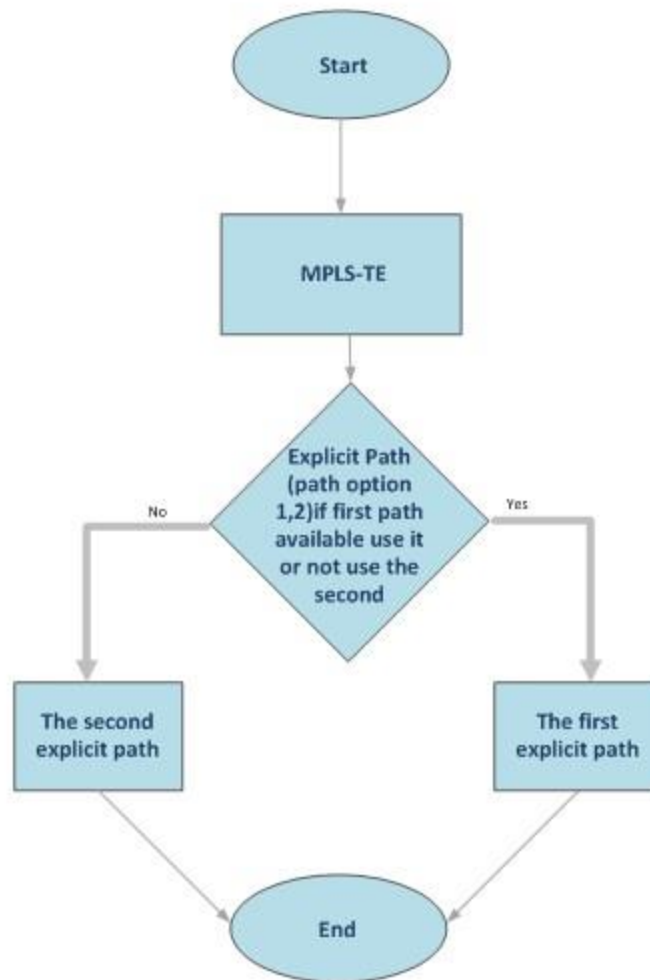 Start
MPLS-TE
Explicit Path
(path option
1,2)if first path
available use it
or not use the
second
No
Yes
The second
explicit path
The first
explicit path
End